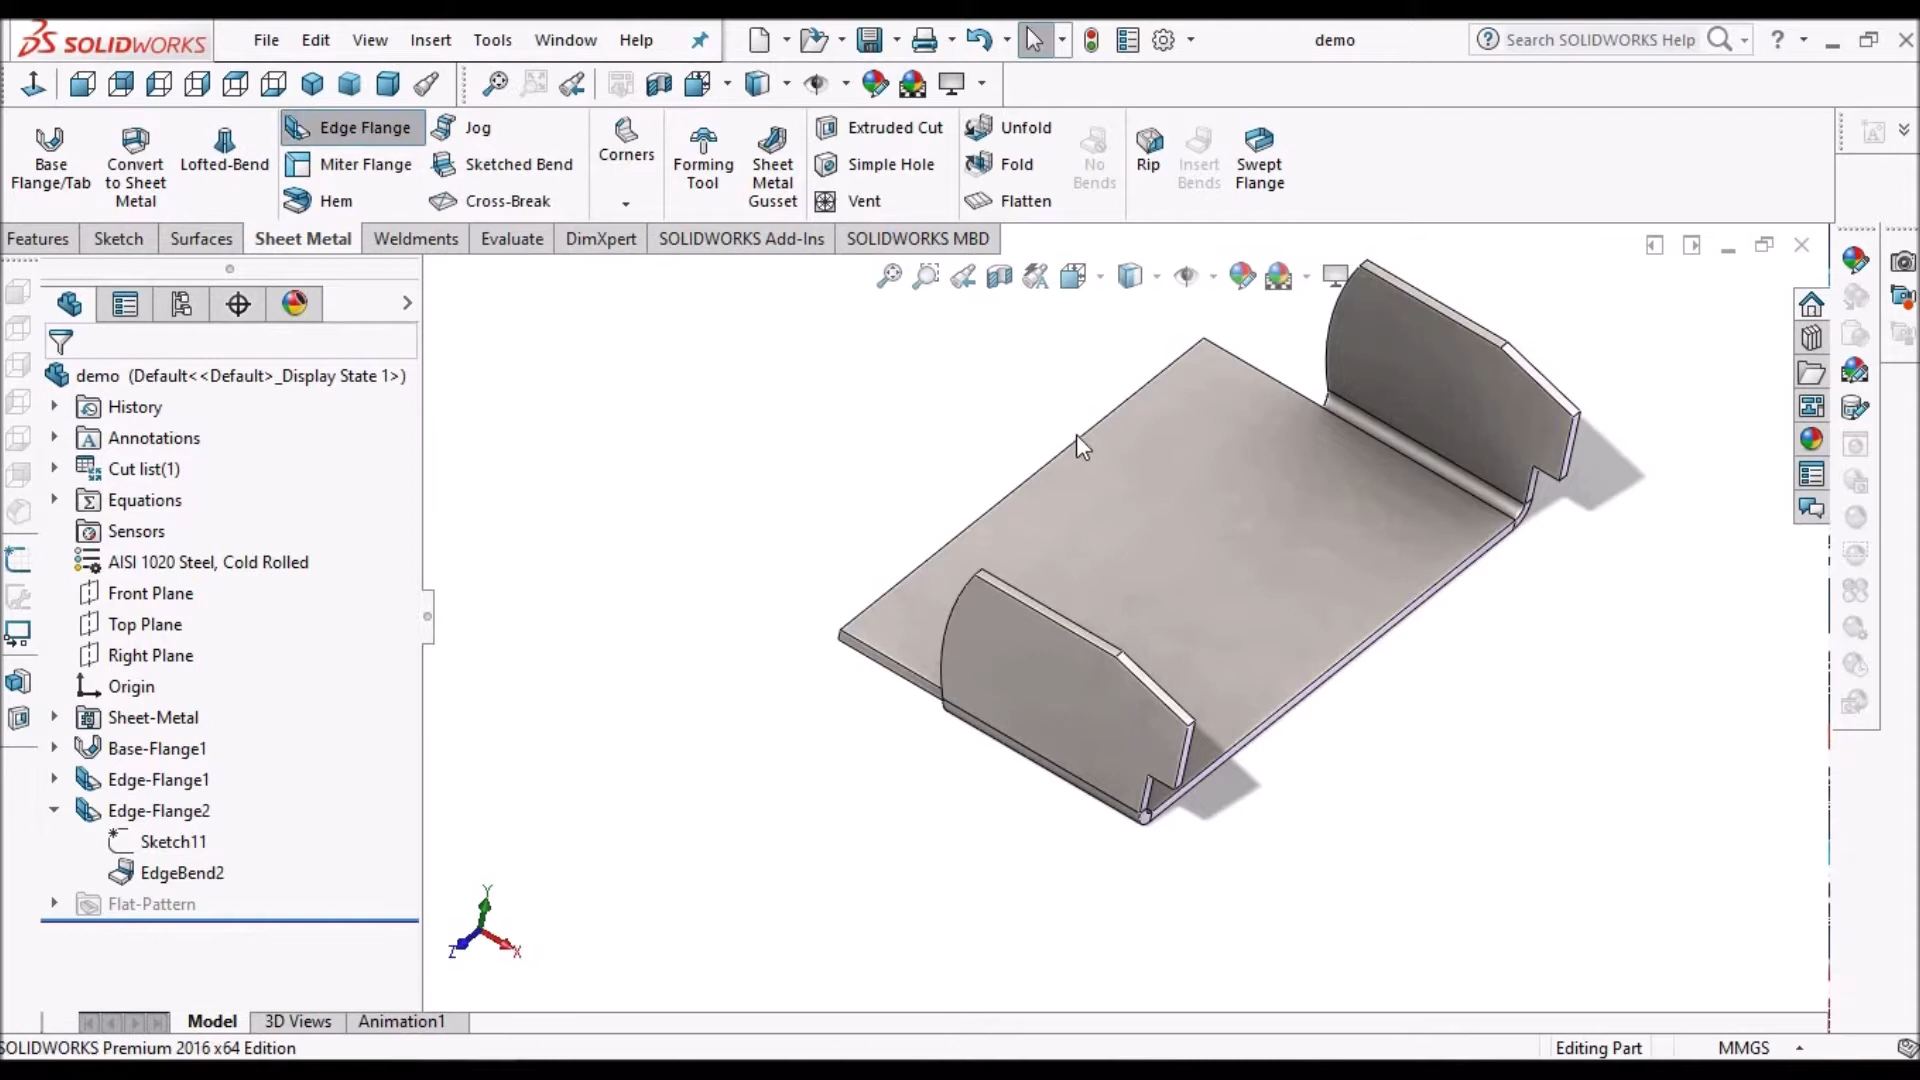 SOLIDWORKS File Edit View Insert Tools Window Help demo Search SOLIDWORKS Help ?
Base Flange/Tab
Convert to Sheet Metal
Lofted-Bend
Edge Flange
Miter Flange
Hem
Jog
Sketched Bend
Cross-Break
Corners
Forming Tool
Sheet Metal Gusset
Extruded Cut
Simple Hole
Vent
Unfold
Fold
Flatten
No Bends
Rip
Insert Bends
Swept Flange
Features Sketch Surfaces Sheet Metal Weldments Evaluate DimXpert SOLIDWORKS Add-Ins SOLIDWORKS MBD
demo (Default<<Default>_Display State 1>)
History
Annotations
Cut list(1)
Equations
Sensors
AISI 1020 Steel, Cold Rolled
Front Plane
Top Plane
Right Plane
Origin
Sheet-Metal
Base-Flange1
Edge-Flange1
Edge-Flange2
Sketch11
EdgeBend2
Flat-Pattern
Y
Z X
Model 3D Views Animation1
SOLIDWORKS Premium 2016 x64 Edition Editing Part MMGS